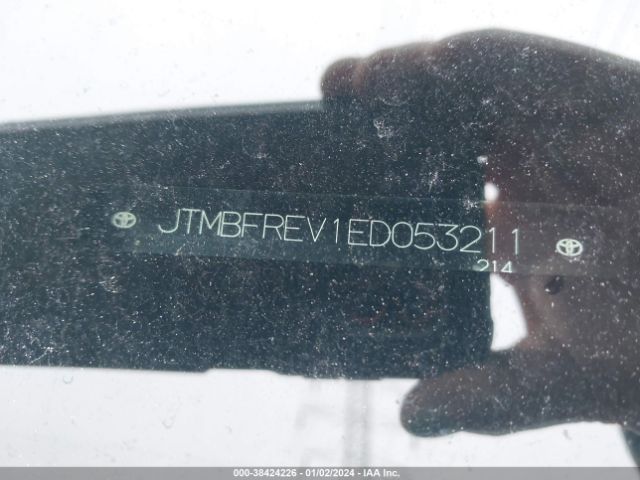 JTMBFREV1ED053211
214
000-38424226 - 01/02/2024 - IAA Inc.